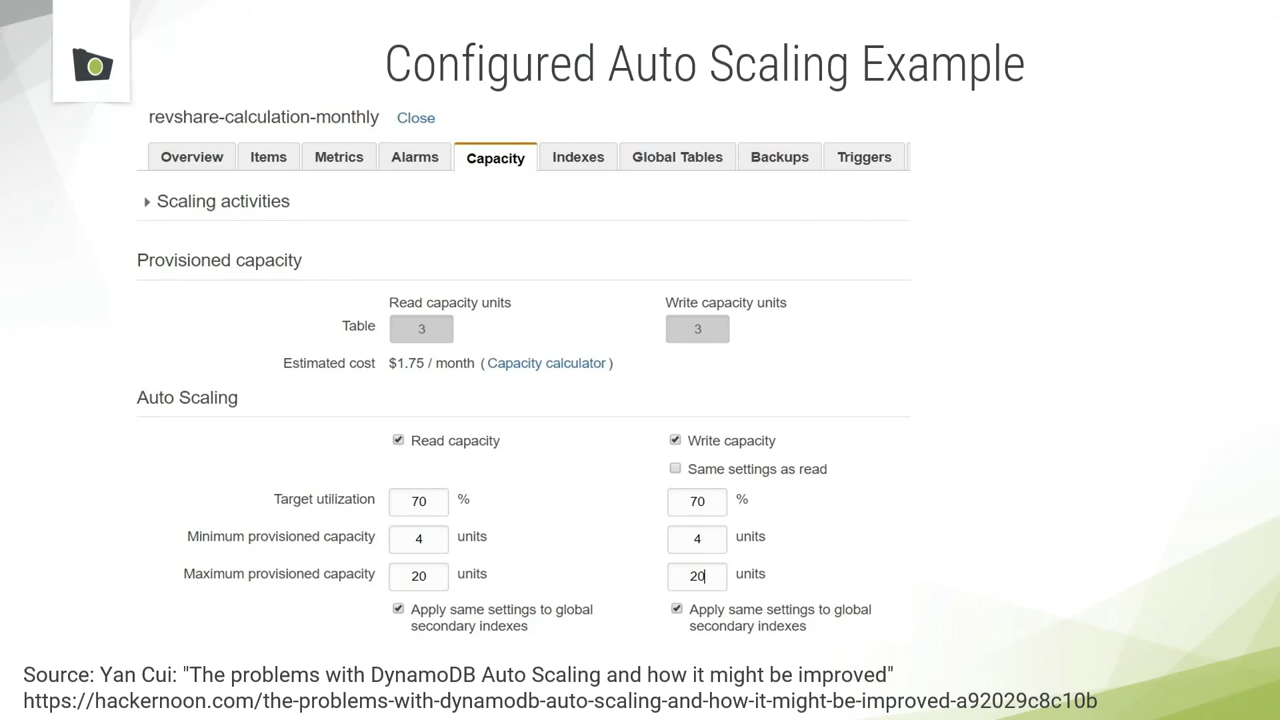 Configured Auto Scaling Example
revshare-calculation-monthly Close
Overview Items Metrics Alarms Capacity Indexes Global Tables Backups Triggers
Scaling activities
Provisioned capacity
Read capacity units Write capacity units
Table 3 3
Estimated cost $1.75 / month ( Capacity calculator )
Auto Scaling
Read capacity Write capacity
Same settings as read
Target utilization 70 % 70 %
Minimum provisioned capacity 4 units 4 units
Maximum provisioned capacity 20 units 20 units
Apply same settings to global Apply same settings to global
secondary indexes secondary indexes
Source: Yan Cui: "The problems with DynamoDB Auto Scaling and how it might be improved"
https://hackernoon.com/the-problems-with-dynamodb-auto-scaling-and-how-it-might-be-improved-a92029c8c10b